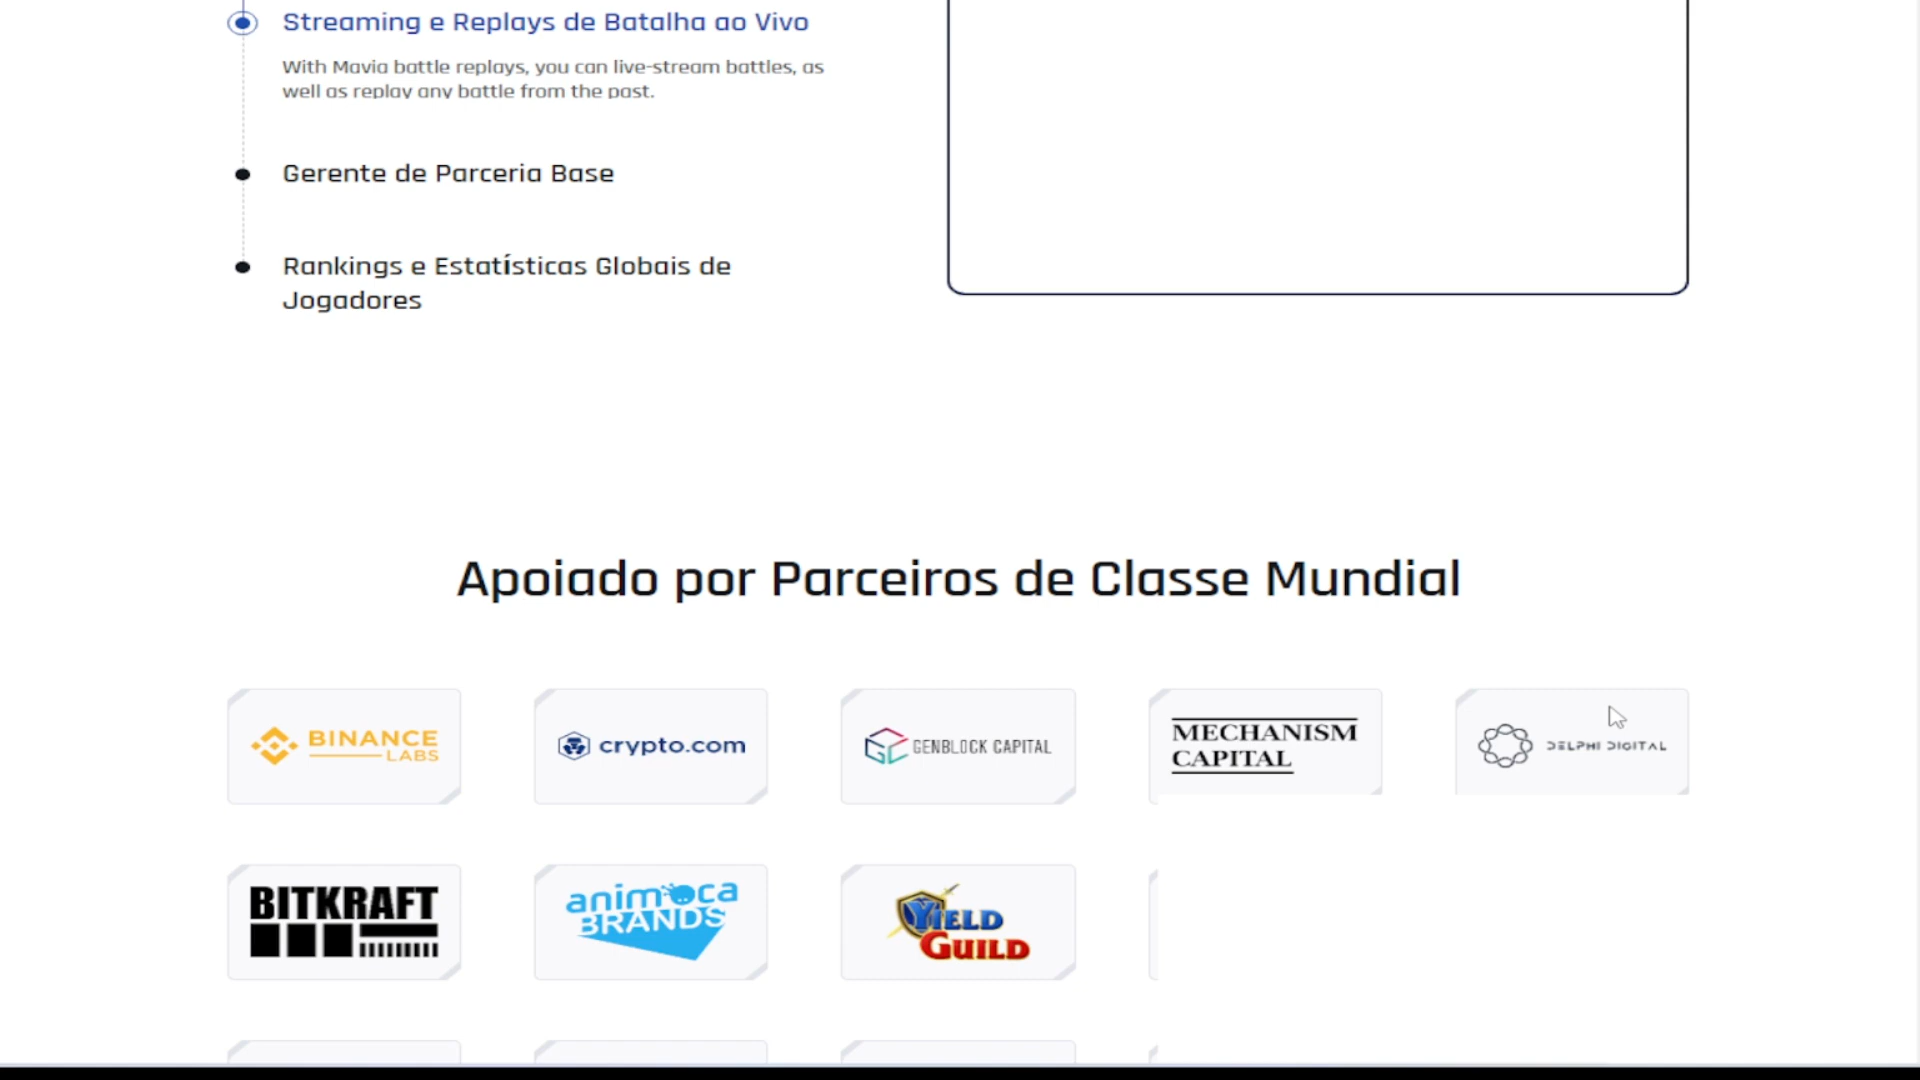 Streaming e Replays de Batalha ao Vivo
With Mavia battle replays, you can live-stream battles, as
well as replay any battle from the past.
Gerente de Parceria Base
Rankings e Estatísticas Globais de
Jogadores
Apoiado por Parceiros de Classe Mundial
BINANCE
LABS
crypto.com
GENBLOCK CAPITAL
MECHANISM
CAPITAL
DELPHI DIGITAL
BITKRAFT
animoca
BRANDS
YIELD
GUILD